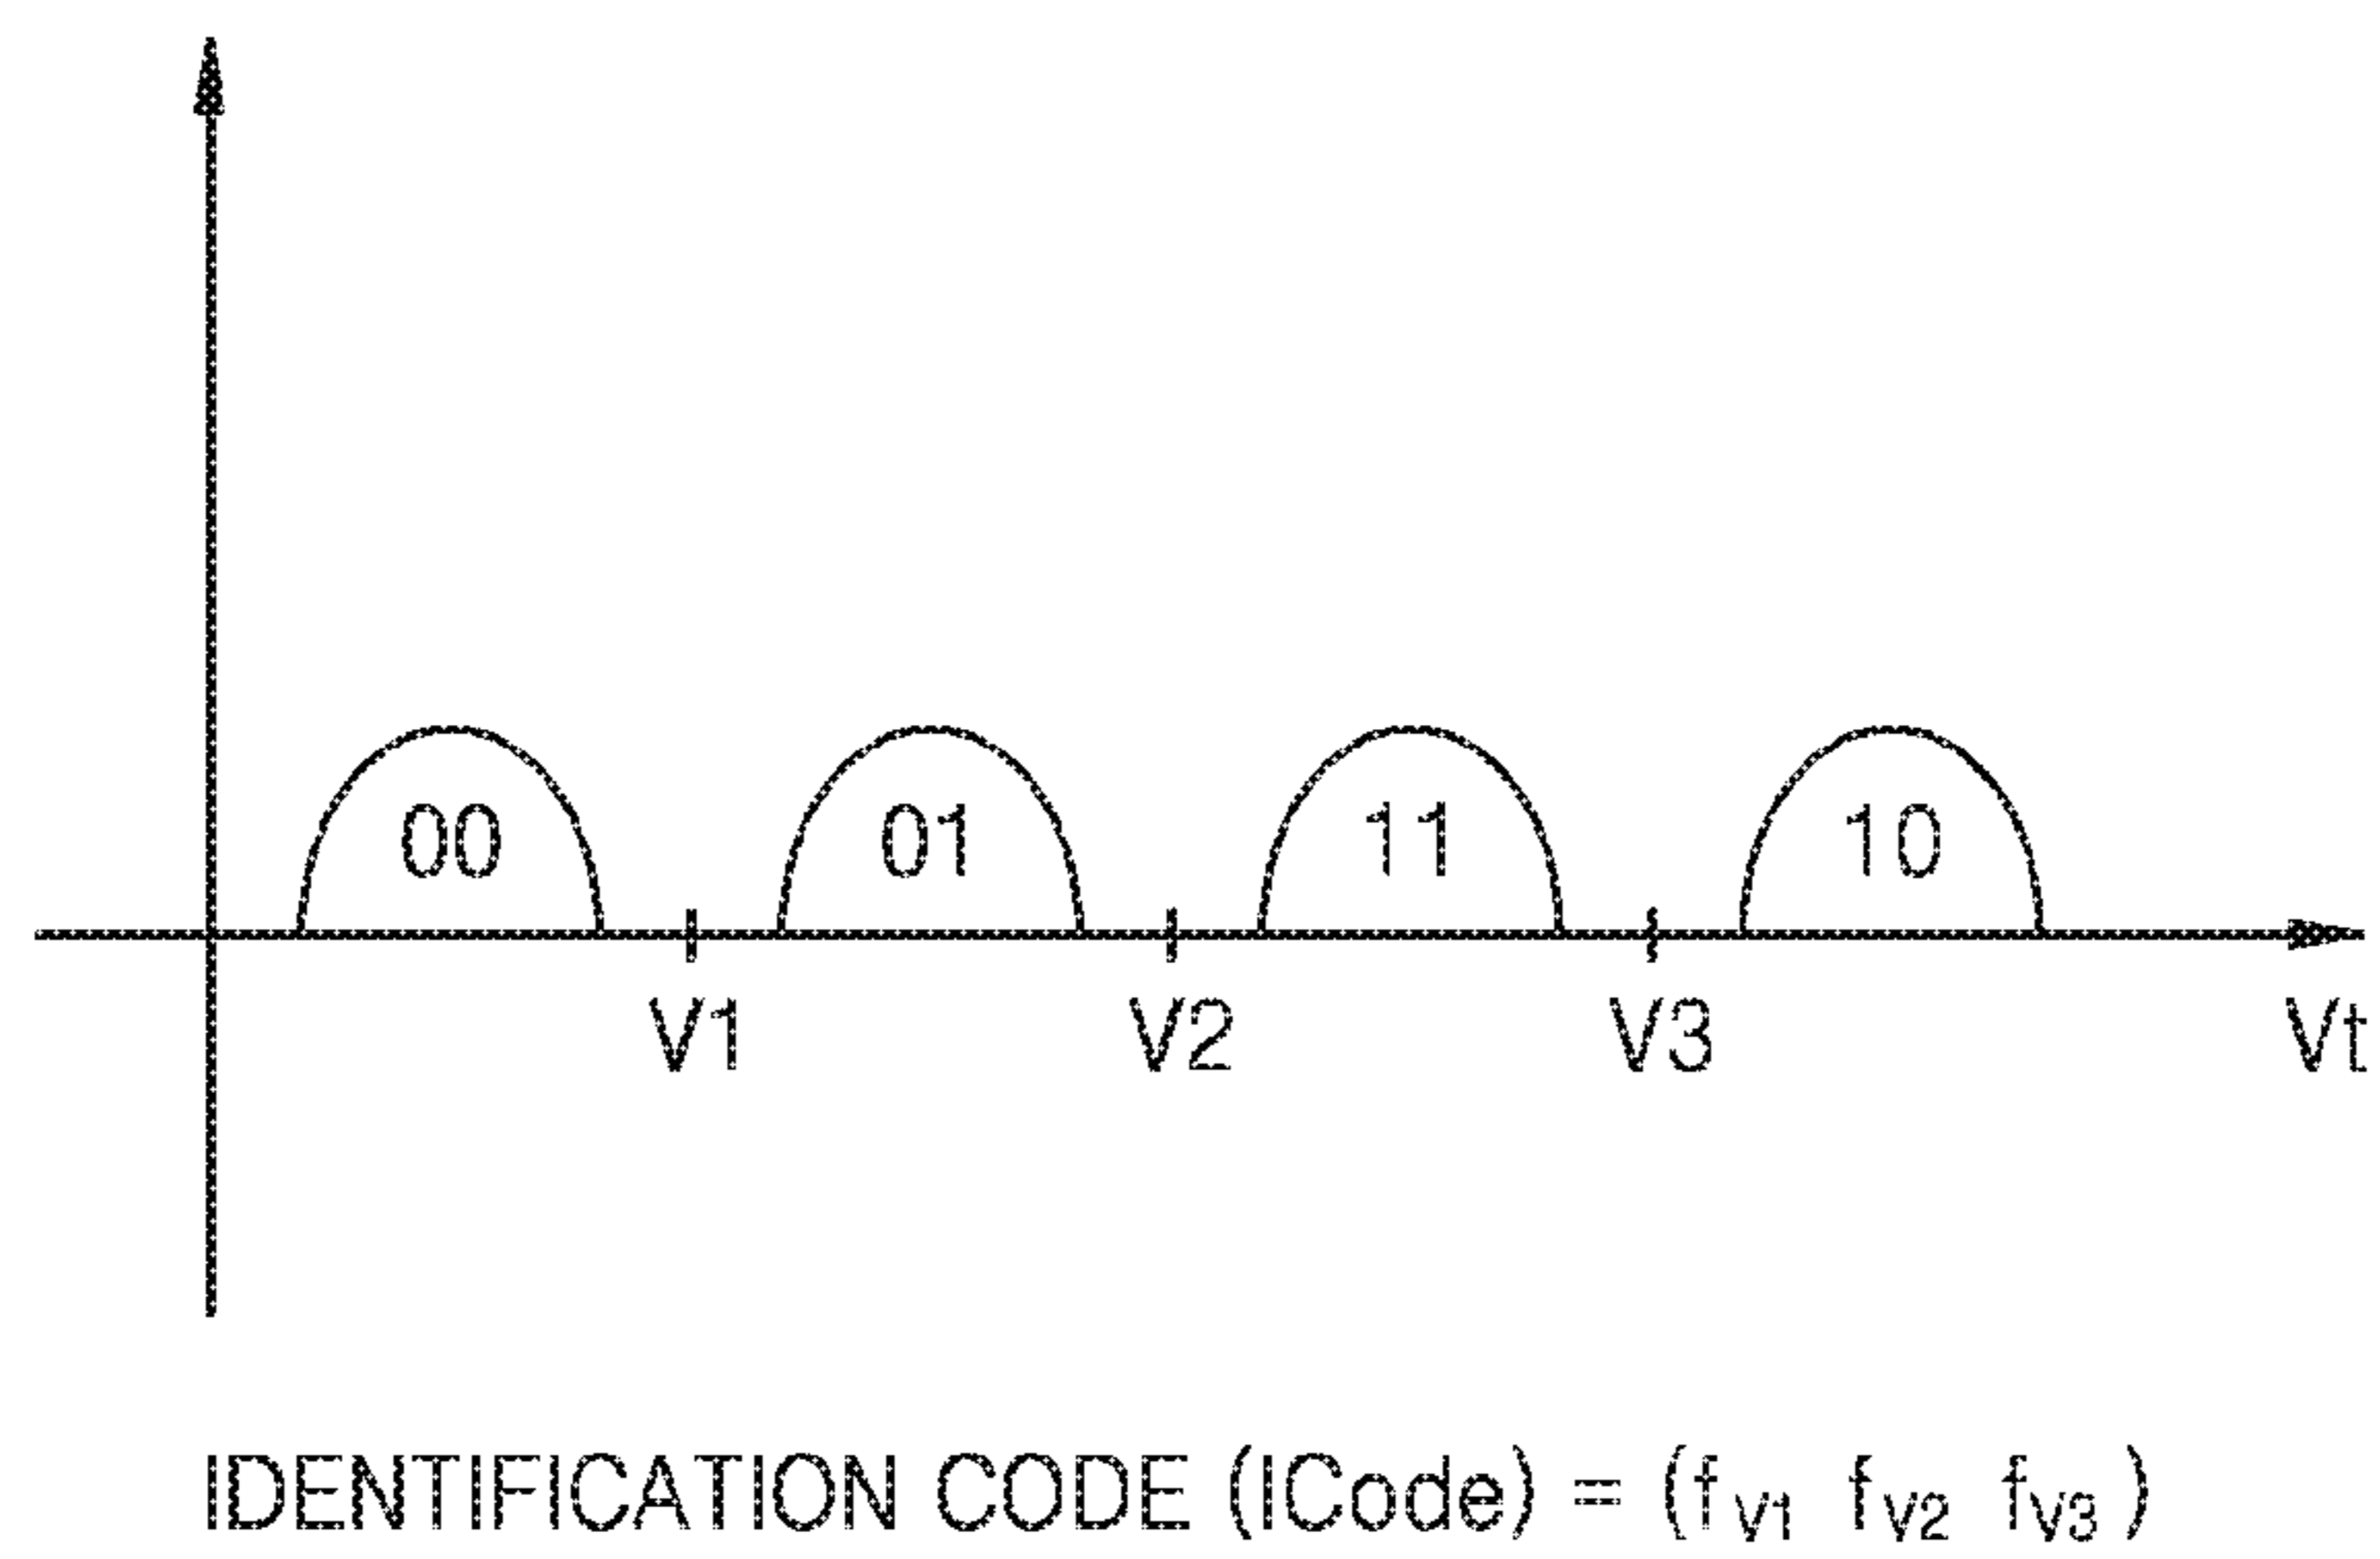 00 01 11 10
V1 V2 V3 Vt
IDENTIFICATION CODE (ICode) = (fV1 fV2 fV3)